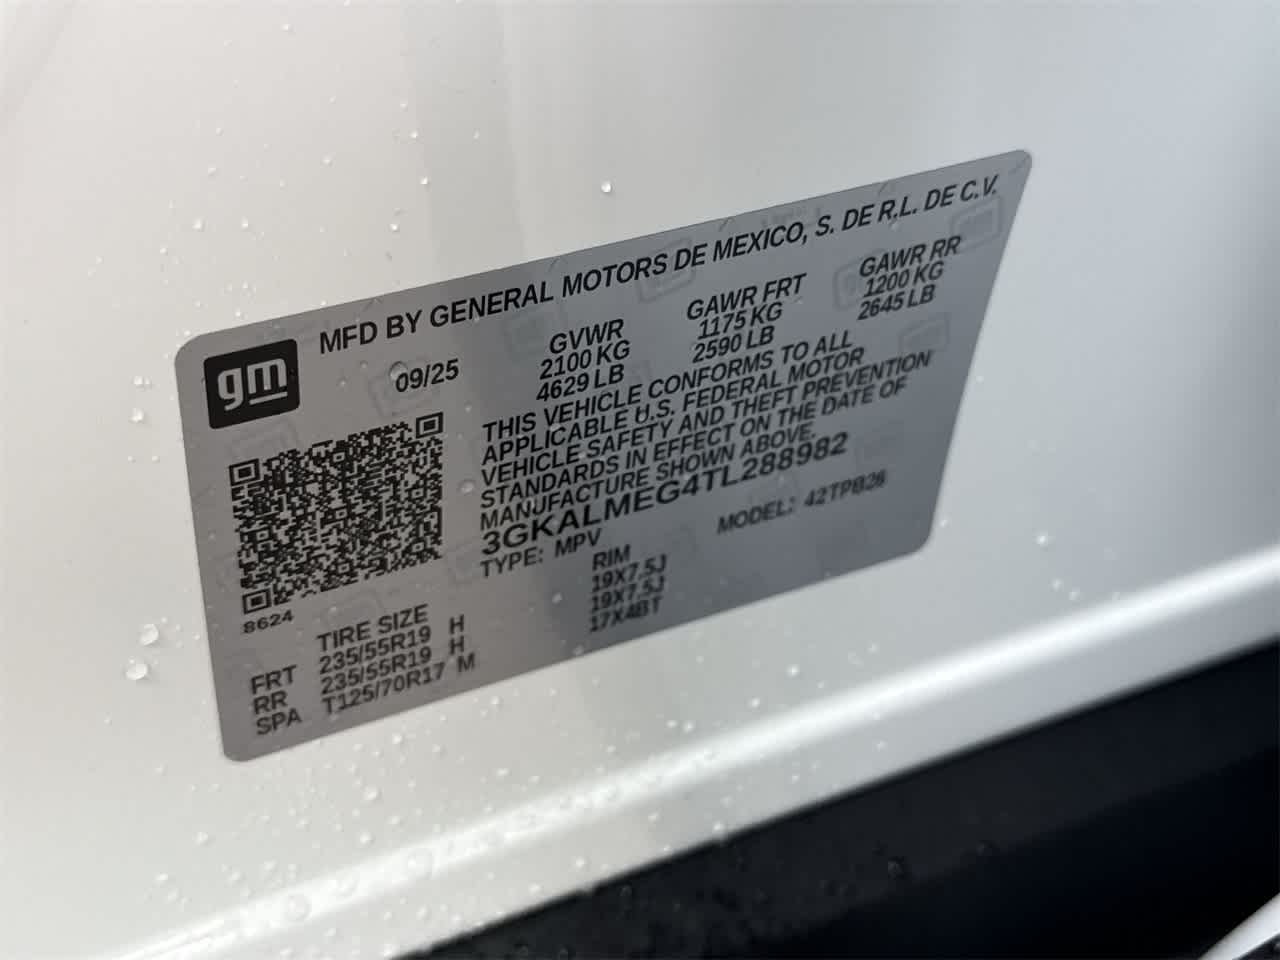 MFD BY GENERAL MOTORS DE MEXICO, S. DE R.L. DE C.V.
gm
09/25
GVWR
2100 KG
4629 LB
GAWR FRT
1175 KG
2590 LB
GAWR RR
1200 KG
2645 LB
THIS VEHICLE CONFORMS TO ALL
APPLICABLE U.S. FEDERAL MOTOR
VEHICLE SAFETY AND THEFT PREVENTION
STANDARDS IN EFFECT ON THE DATE OF
MANUFACTURE SHOWN ABOVE.
3GKALMEG4TL288982
TYPE: MPV
MODEL: 42TPB26
8624
TIRE SIZE RIM
FRT 235/55R19 H 19X7.5J
RR 235/55R19 H 19X7.5J
SPA T125/70R17 M 17X4BT